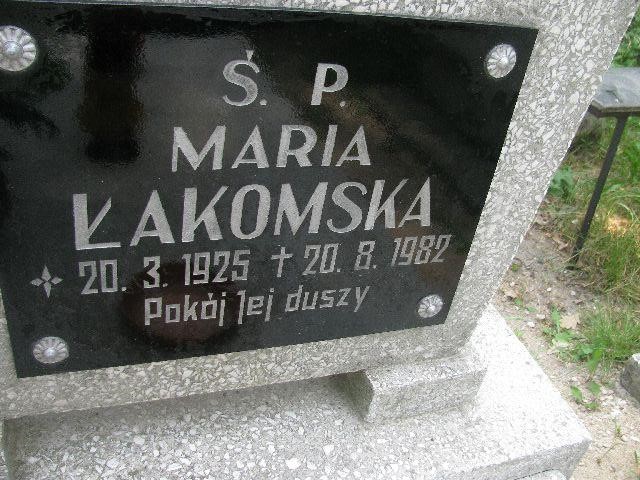 Ś. P.
MARIA
ŁAKOMSKA
20. 3. 1925 + 20. 8. 1982
Pokój Jej duszy